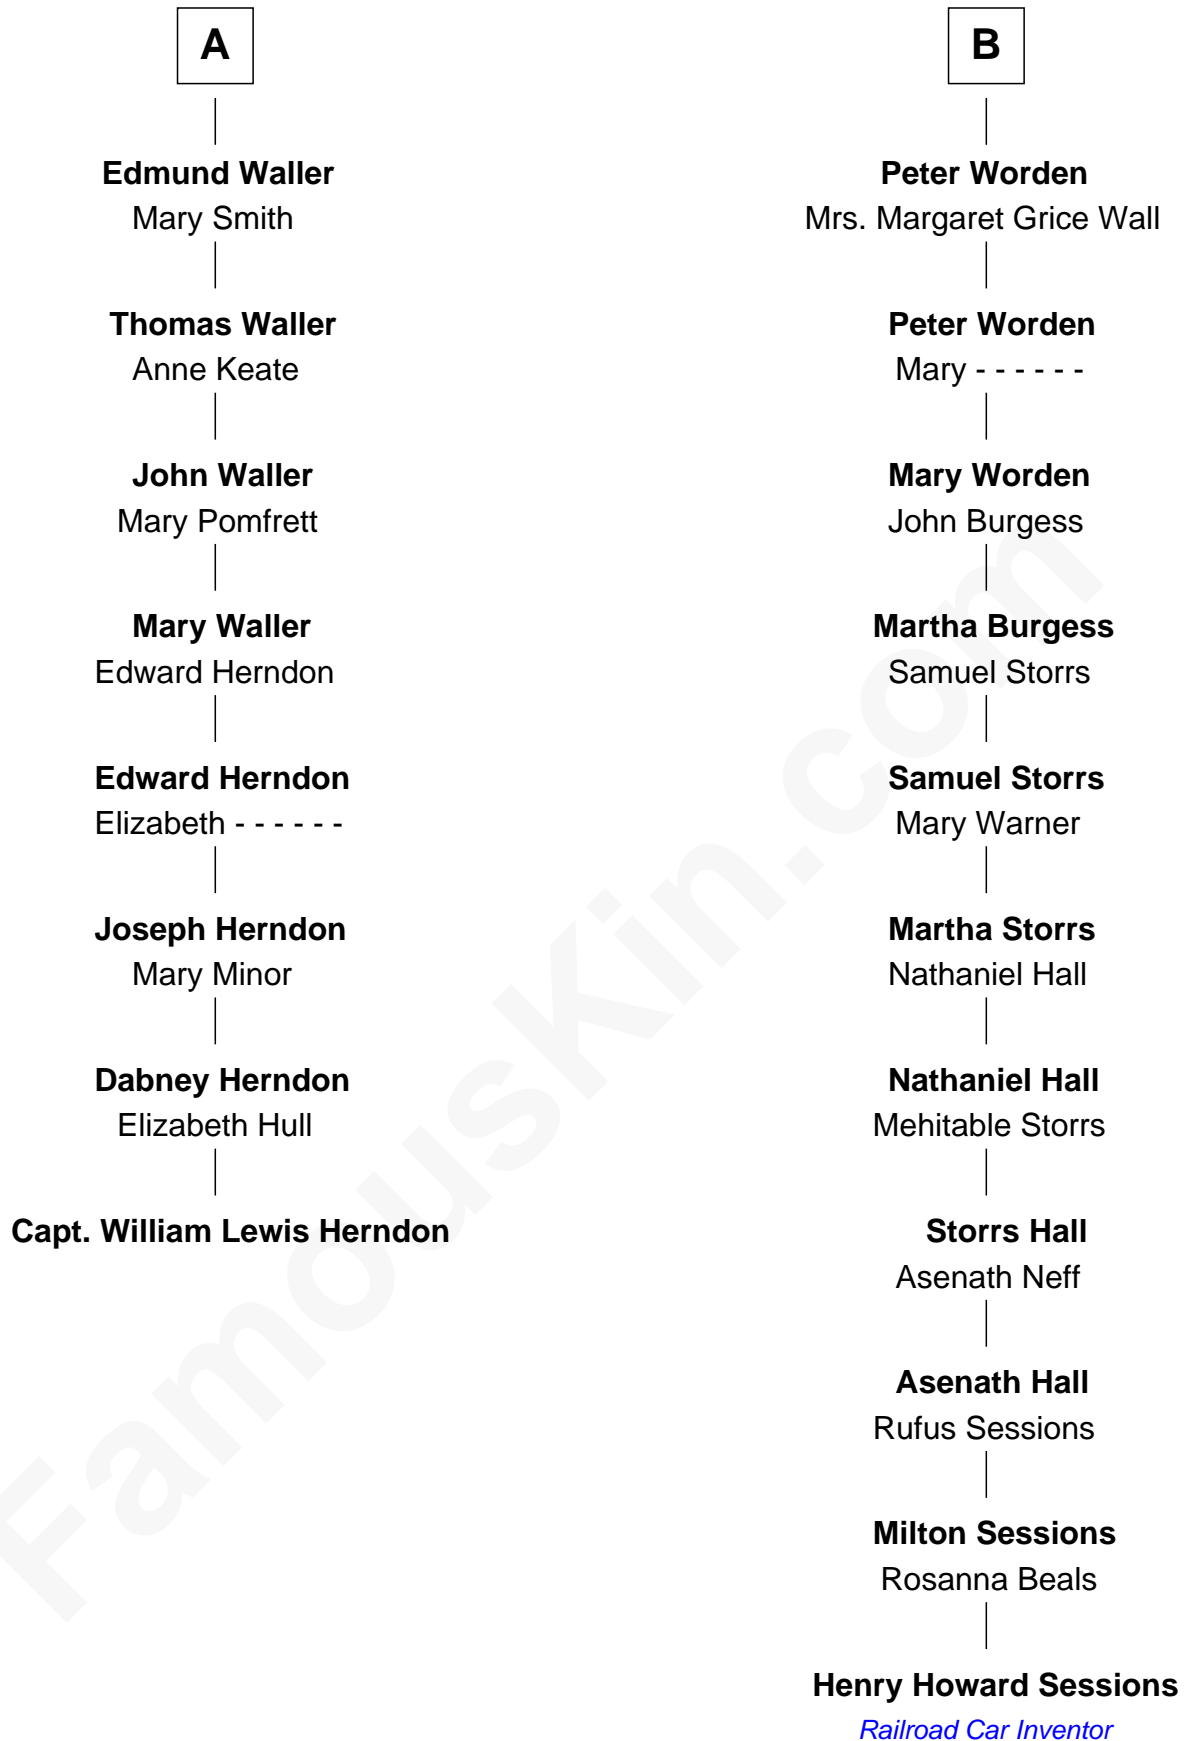 A
Edmund Waller
Mary Smith
Thomas Waller
Anne Keate
John Waller
Mary Pomfrett
Mary Waller
Edward Herndon
Edward Herndon
Elizabeth - - - - - -
Joseph Herndon
Mary Minor
Dabney Herndon
Elizabeth Hull
Capt. William Lewis Herndon
B
Peter Worden
Mrs. Margaret Grice Wall
Peter Worden
Mary - - - - - -
Mary Worden
John Burgess
Martha Burgess
Samuel Storrs
Samuel Storrs
Mary Warner
Martha Storrs
Nathaniel Hall
Nathaniel Hall
Mehitable Storrs
Storrs Hall
Asenath Neff
Asenath Hall
Rufus Sessions
Milton Sessions
Rosanna Beals
Henry Howard Sessions
Railroad Car Inventor
FamousKin.com